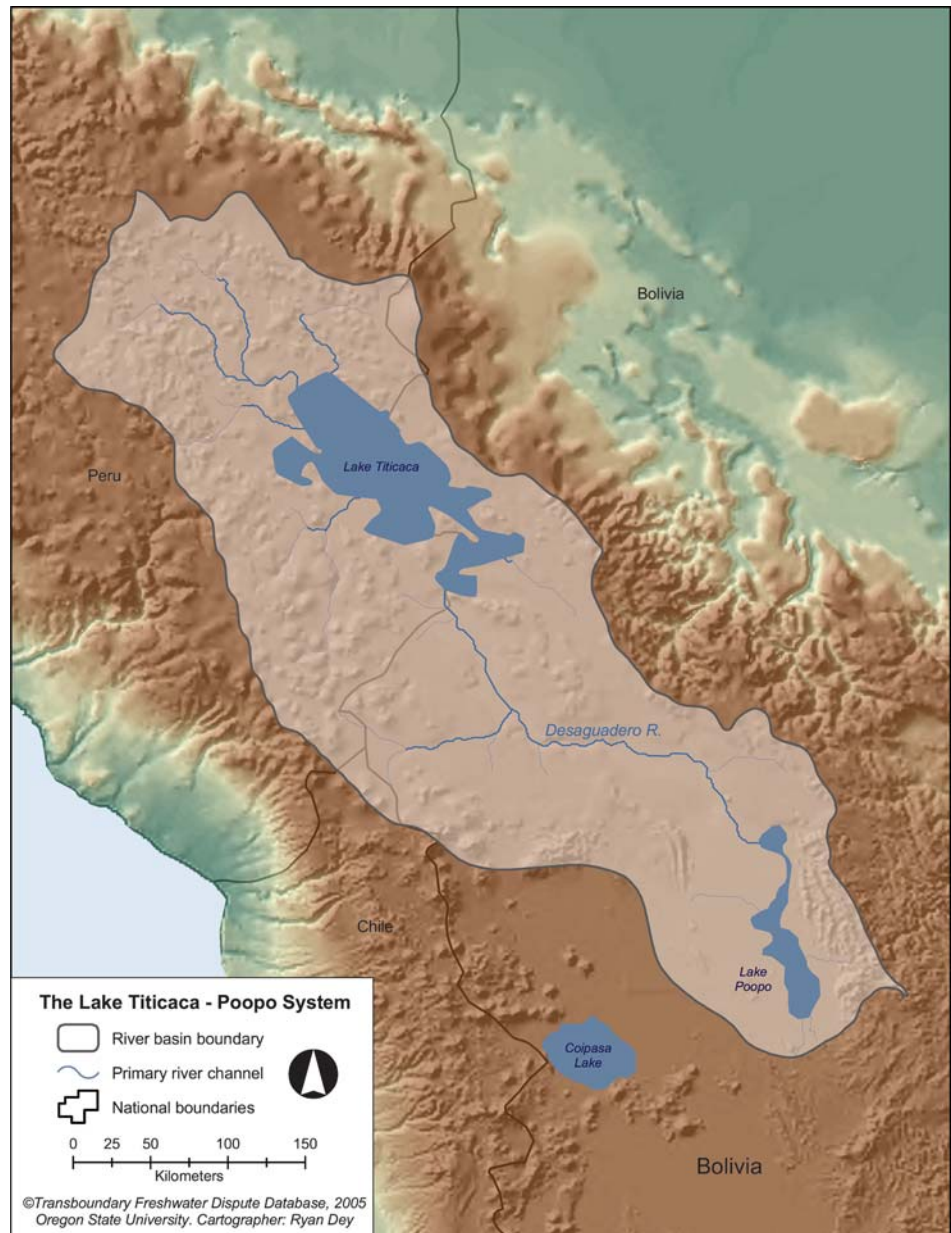 Bolivia
Peru
Lake Titicaca
Desaguadero R.
Chile
Lake
Poopo
Coipasa
Lake
Bolivia
The Lake Titicaca - Poopo System
River basin boundary
Primary river channel
National boundaries
0 25 50 100 150
Kilometers
©Transboundary Freshwater Dispute Database, 2005
Oregon State University. Cartographer: Ryan Dey